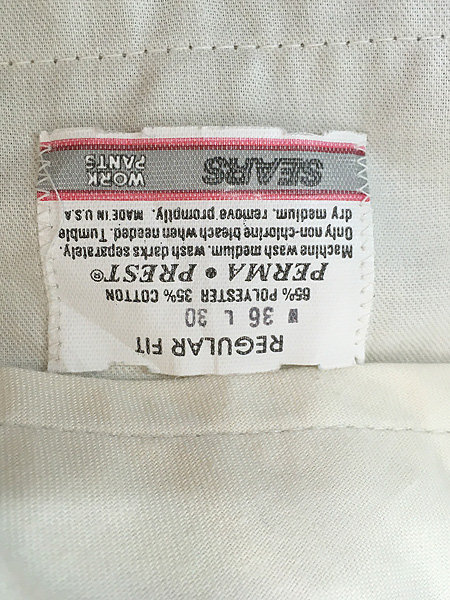 SEARS WORK
PANTS
REGULAR FIT
W 36 L 30
65% POLYESTER 35% COTTON
PERMA • PREST®
Machine wash medium, wash darks separately.
Only non-chlorine bleach when needed. Tumble
dry medium, remove promptly. MADE IN U.S.A